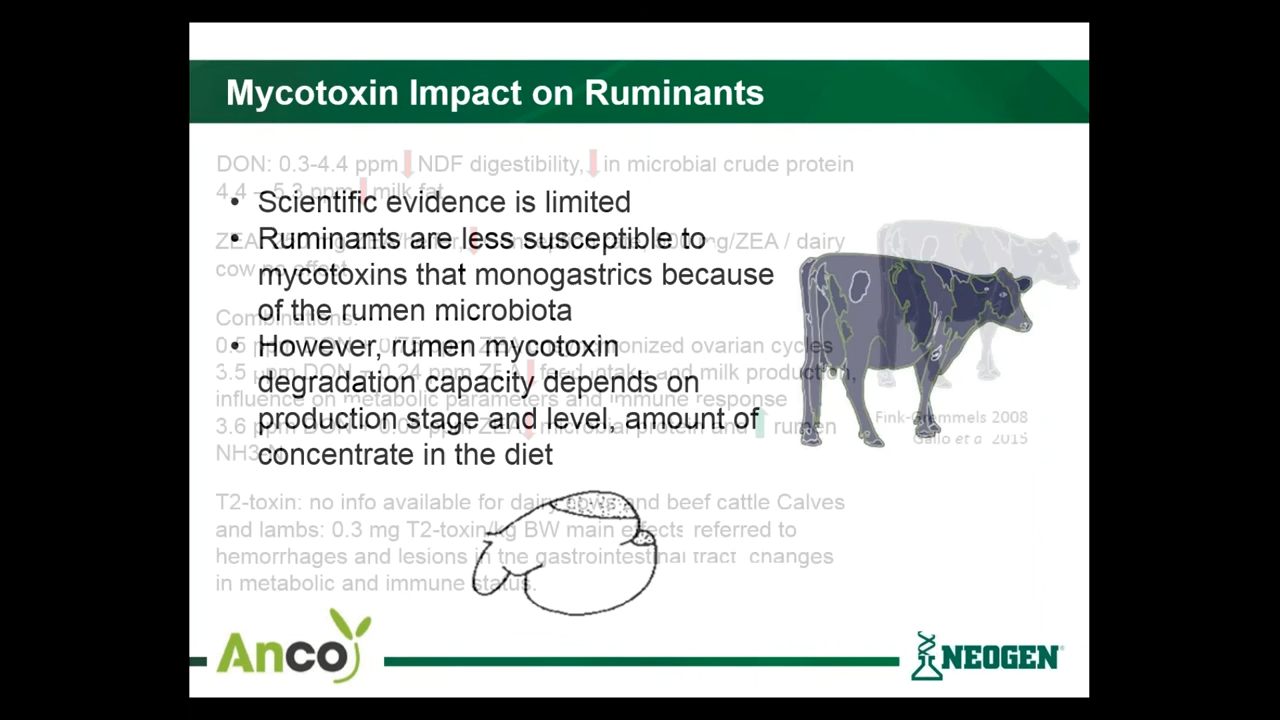 Mycotoxin Impact on Ruminants
• Scientific evidence is limited
• Ruminants are less susceptible to
mycotoxins that monogastrics because
of the rumen microbiota
• However, rumen mycotoxin
degradation capacity depends on
production stage and level, amount of
concentrate in the diet
DON: 0.3-4.4 ppm NDF digestibility, in microbial crude protein
4.4 – 5.3 ppm milk fat
ZEA mg/ZEA / dairy
cow no effect
Combinations:
0.5 ppm DON ZEA ovarian cycles
3.5 ppm DON 0.24 ppm ZEA feed intake and milk production,
influence on metabolic parameters and immune response
3.6 ppm DON ZEA microbial protein and rumen
NH3-N
T2-toxin: no info available for dairy cows and beef cattle Calves
and lambs: 0.3 mg T2-toxin/kg BW main effects referred to
hemorrhages and lesions in the gastrointestinal tract changes
in metabolic and immune status.
Fink-Gremmels 2008
Gallo et a 2015
Anco
NEOGEN